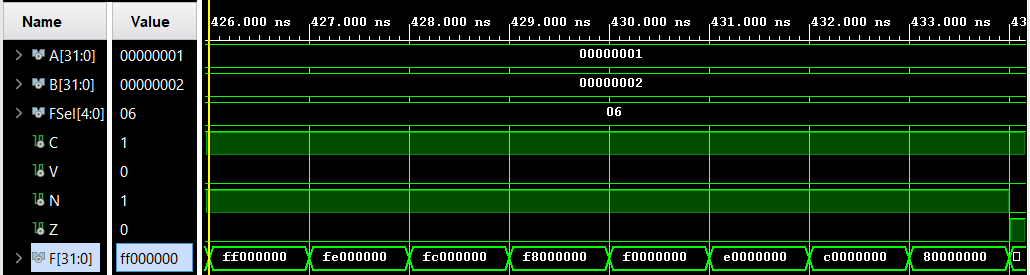 Name Value 426.000 ns 427.000 ns 428.000 ns 429.000 ns 430.000 ns 431.000 ns 432.000 ns 433.000 ns 43
A[31:0] 00000001 00000001
B[31:0] 00000002 00000002
FSel[4:0] 06 06
C 1
V 0
N 1
Z 0
F[31:0] ff000000 ff000000 fe000000 fc000000 f8000000 f0000000 e0000000 c0000000 80000000